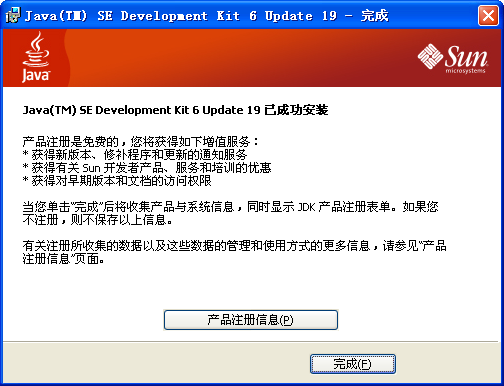 Java(TM) SE Development Kit 6 Update 19 - 完成
Java
Sun
microsystems
Java(TM) SE Development Kit 6 Update 19 已成功安装
产品注册是免费的，您将获得如下增值服务：
* 获得新版本、修补程序和更新的通知服务
* 获得有关 Sun 开发者产品、服务和培训的优惠
* 获得对早期版本和文档的访问权限
当您单击“完成”后将收集产品与系统信息，同时显示 JDK 产品注册表单。如果您
不注册，则不保存以上信息。
有关注册所收集的数据以及这些数据的管理和使用方式的更多信息，请参见“产品
注册信息”页面。
产品注册信息(P)
完成(F)